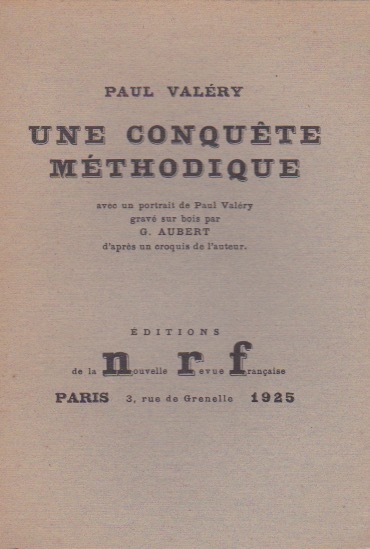 PAUL VALÉRY
UNE CONQUÊTE
MÉTHODIQUE
avec un portrait de Paul Valéry
gravé sur bois par
G. AUBERT
d'après un croquis de l'auteur.
ÉDITIONS
de la nouvelle revue française
PARIS 3, rue de Grenelle 1925